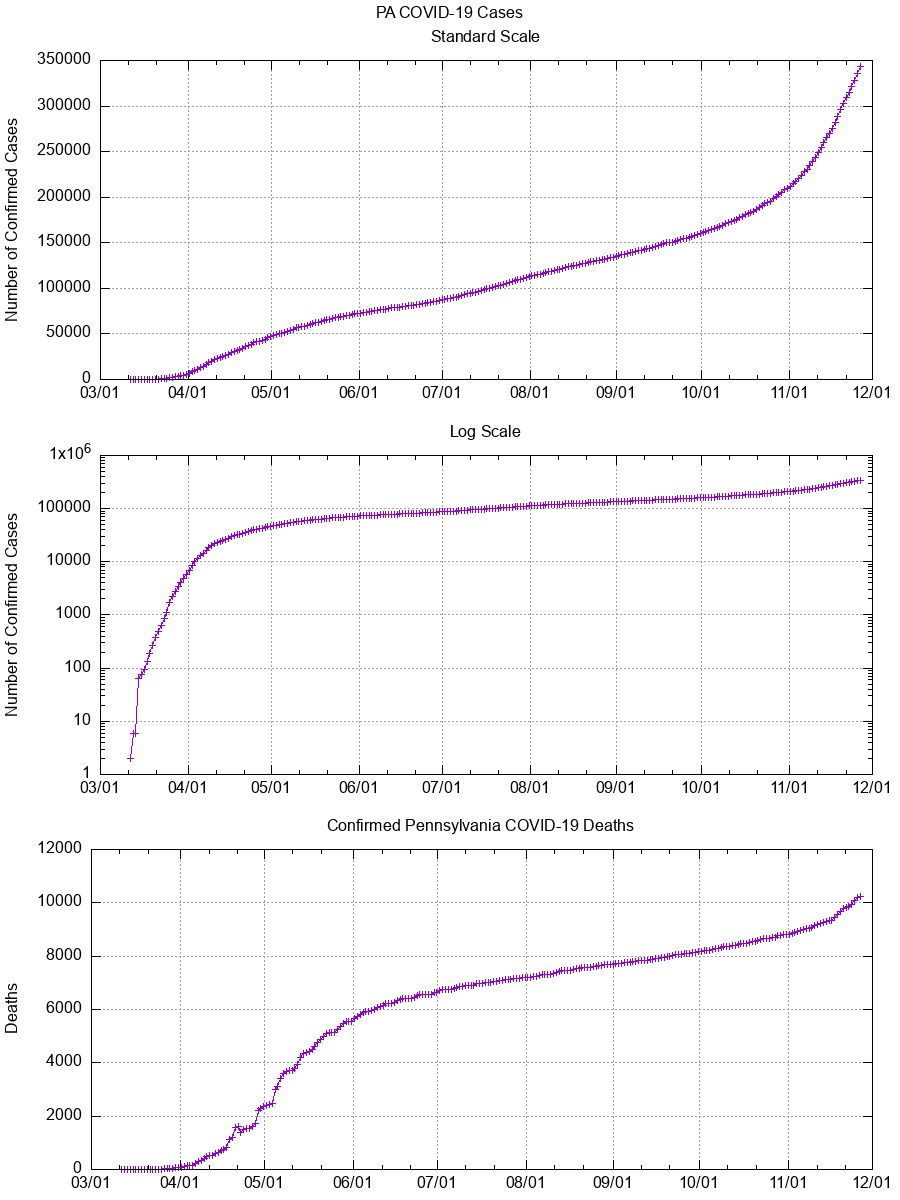 PA COVID-19 Cases
Standard Scale
Number of Confirmed Cases
350000
300000
250000
200000
150000
100000
50000
0
03/01 04/01 05/01 06/01 07/01 08/01 09/01 10/01 11/01 12/01
Log Scale
Number of Confirmed Cases
1x10⁶
100000
10000
1000
100
10
1
03/01 04/01 05/01 06/01 07/01 08/01 09/01 10/01 11/01 12/01
Confirmed Pennsylvania COVID-19 Deaths
Deaths
12000
10000
8000
6000
4000
2000
0
03/01 04/01 05/01 06/01 07/01 08/01 09/01 10/01 11/01 12/01